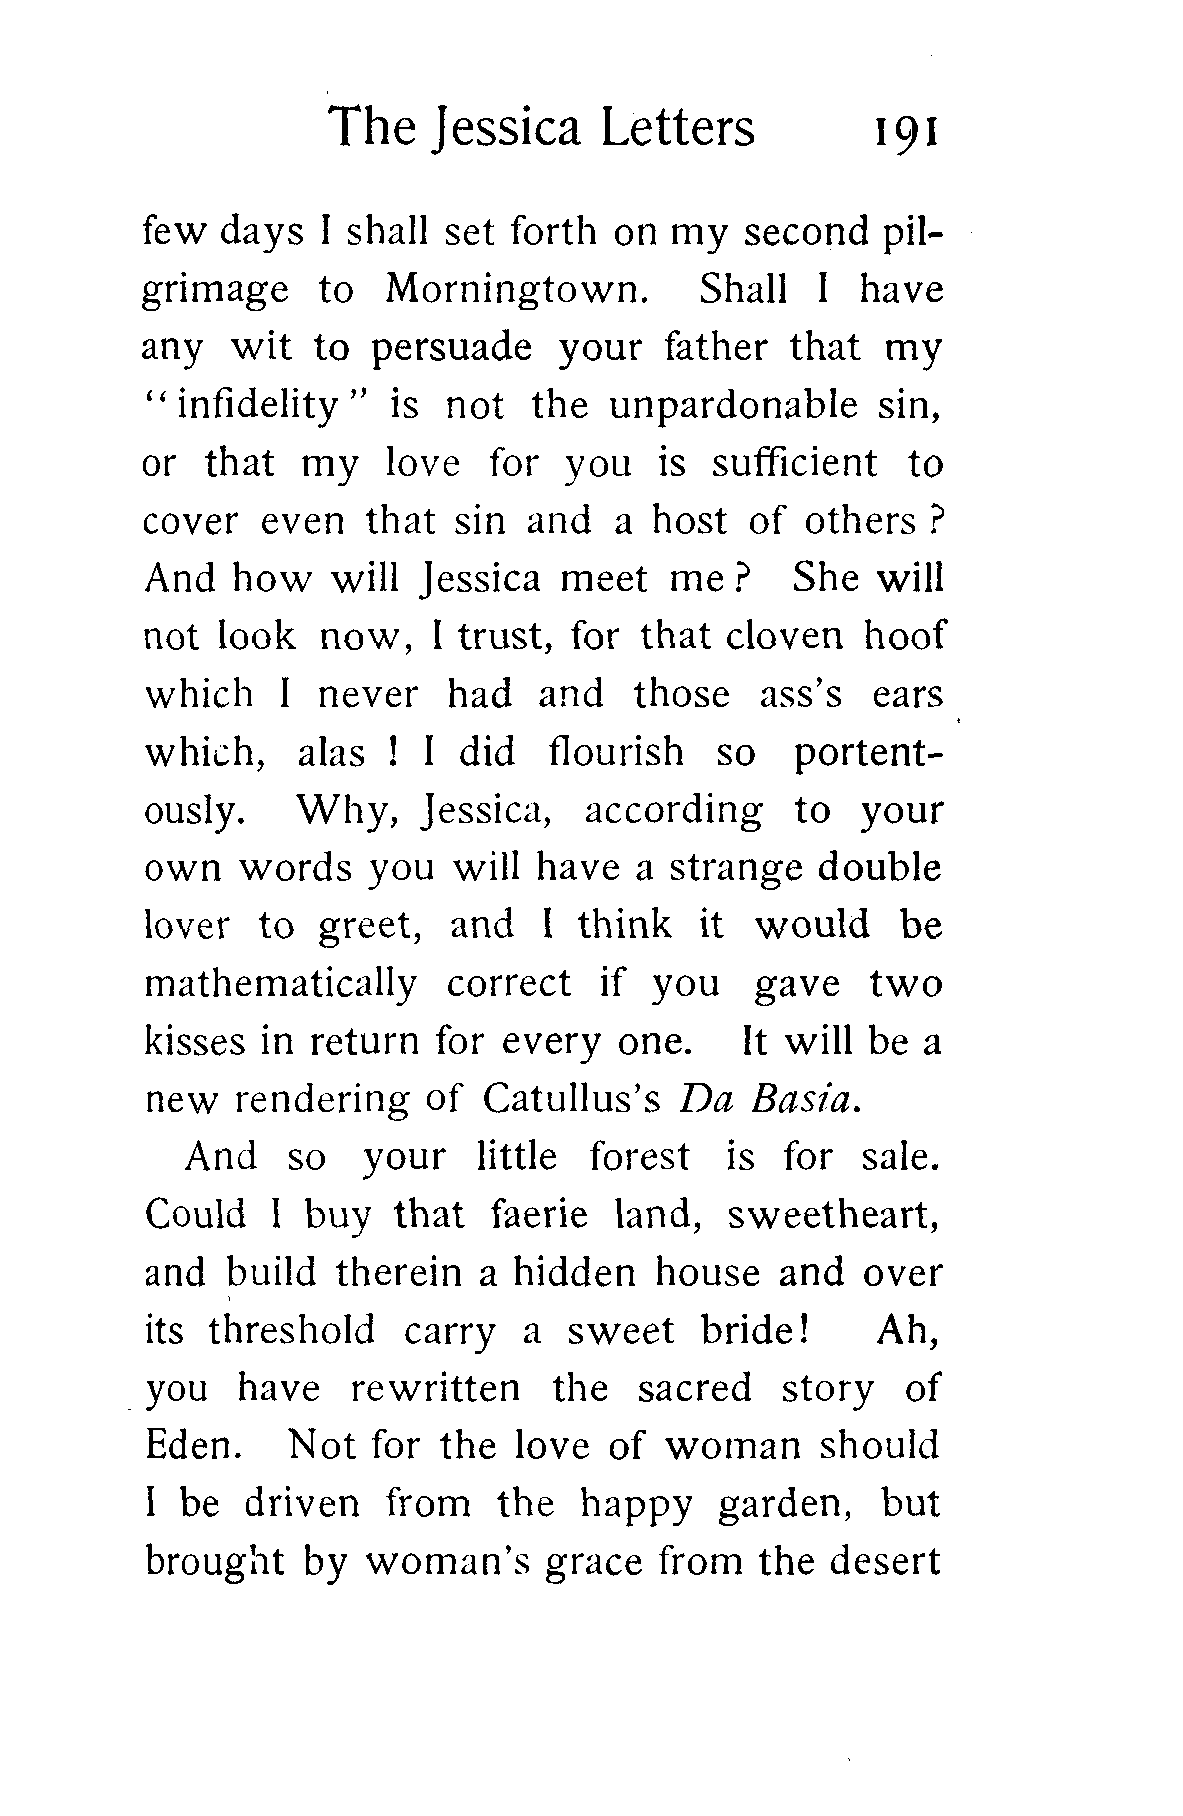 The Jessica Letters 191
few days I shall set forth on my second pil-
grimage to Morningtown. Shall I have
any wit to persuade your father that my
“ infidelity ” is not the unpardonable sin,
or that my love for you is sufficient to
cover even that sin and a host of others ?
And how will Jessica meet me ? She will
not look now, I trust, for that cloven hoof
which I never had and those ass’s ears
which, alas ! I did flourish so portent-
ously. Why, Jessica, according to your
own words you will have a strange double
lover to greet, and I think it would be
mathematically correct if you gave two
kisses in return for every one. It will be a
new rendering of Catullus’s Da Basia.
And so your little forest is for sale.
Could I buy that faerie land, sweetheart,
and build therein a hidden house and over
its threshold carry a sweet bride! Ah,
you have rewritten the sacred story of
Eden. Not for the love of woman should
I be driven from the happy garden, but
brought by woman’s grace from the desert